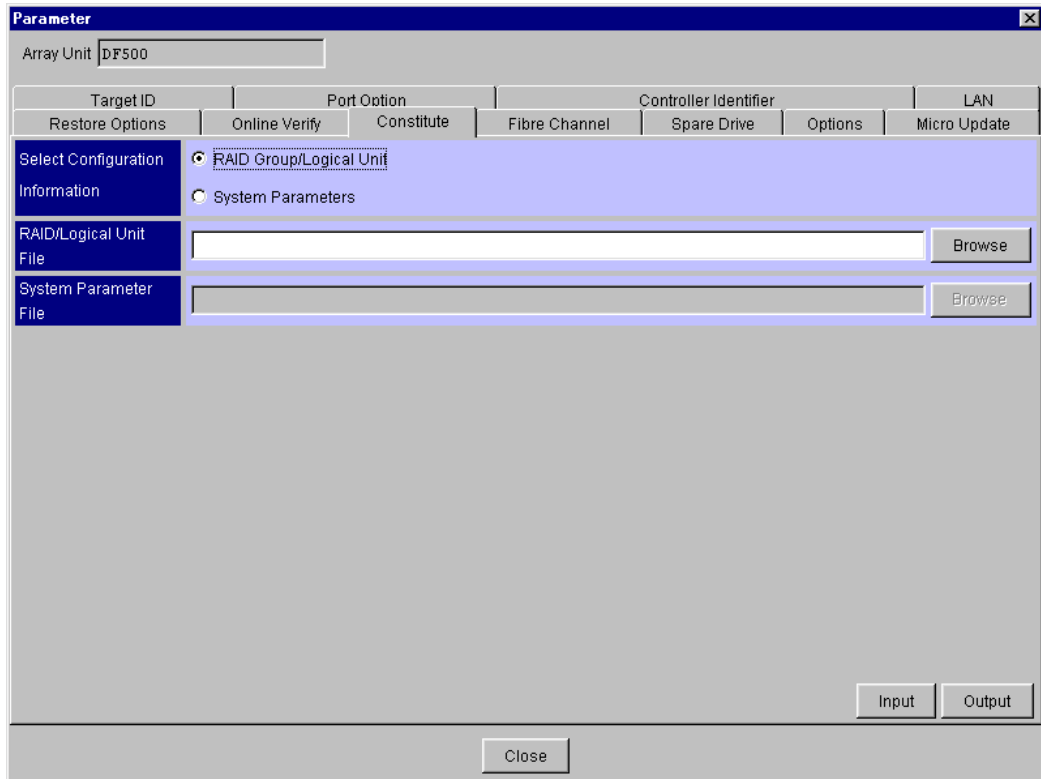 Parameter
Array Unit DF500
Target ID Port Option Controller Identifier LAN
Restore Options Online Verify Constitute Fibre Channel Spare Drive Options Micro Update
Select Configuration
Information
RAID Group/Logical Unit
System Parameters
RAID/Logical Unit
File
Browse
System Parameter
File
Browse
Input Output
Close